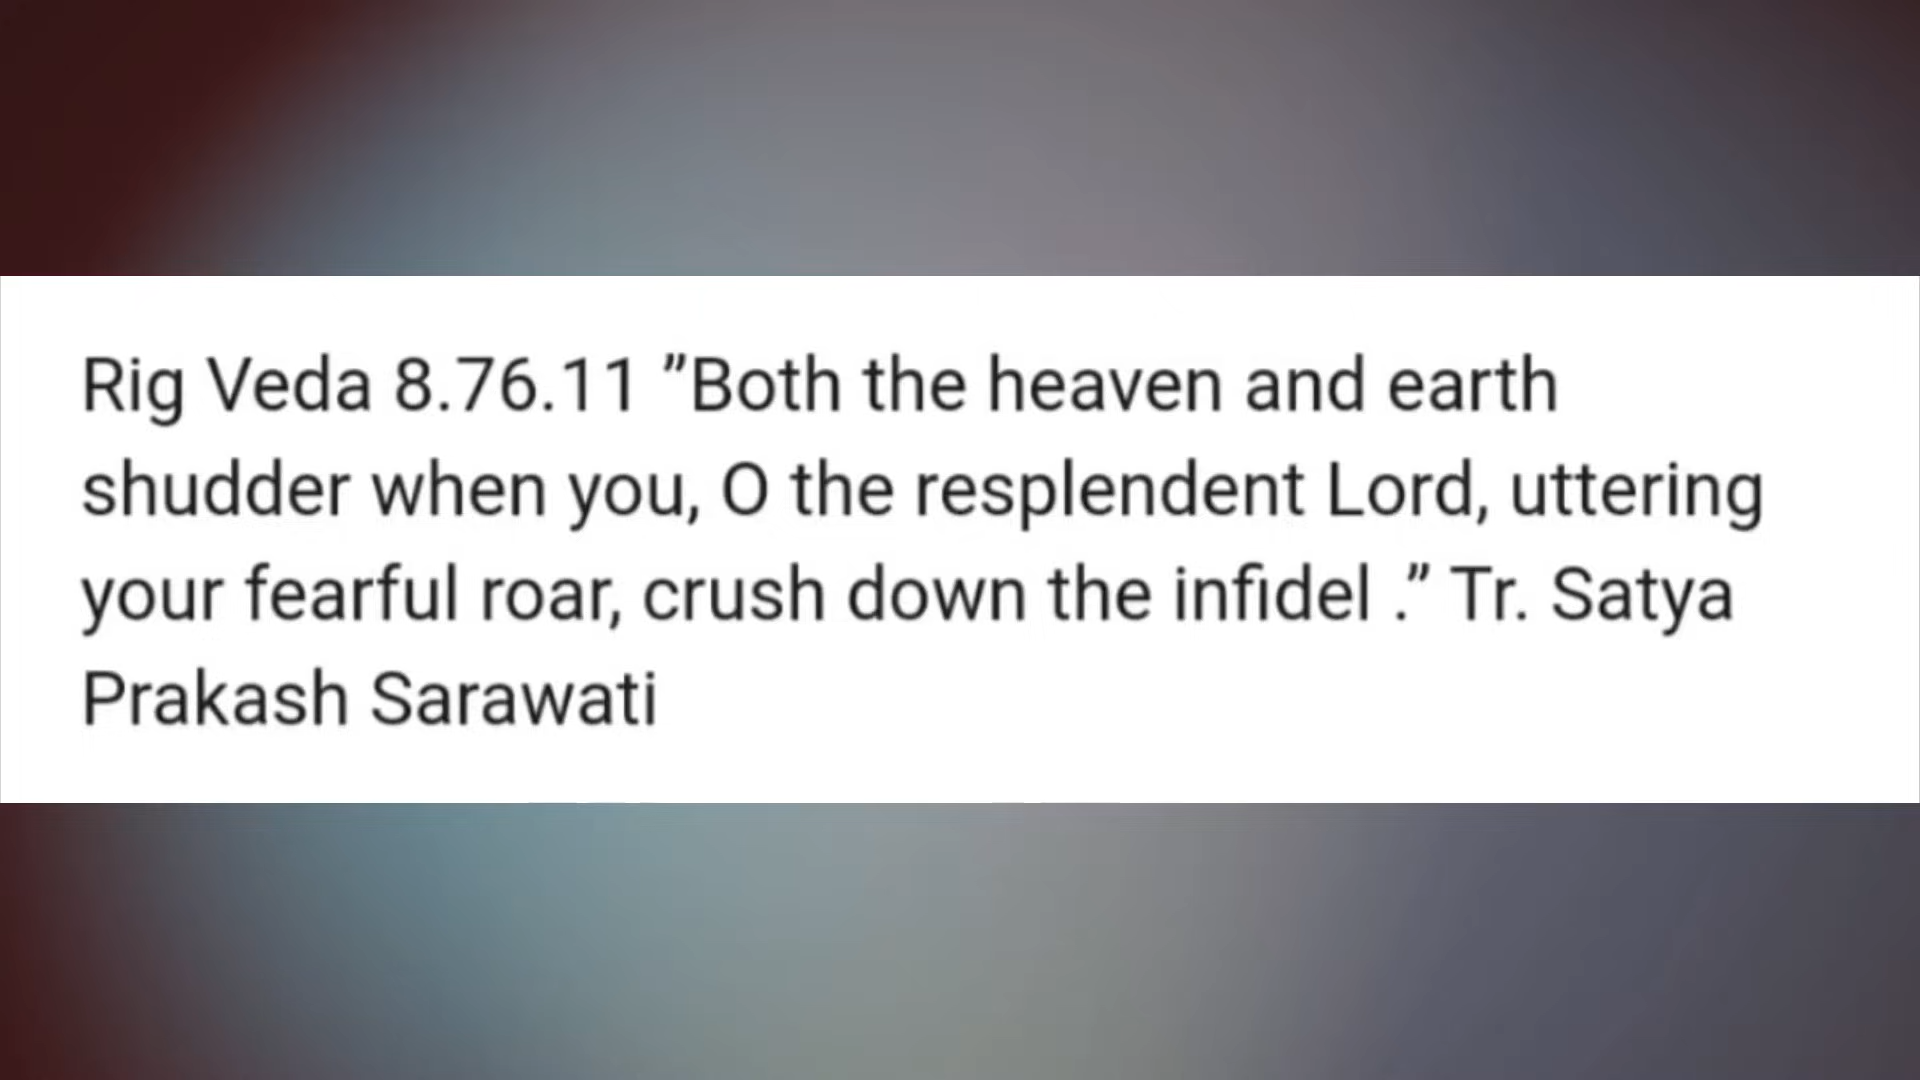 Rig Veda 8.76.11 ”Both the heaven and earth
shudder when you, O the resplendent Lord, uttering
your fearful roar, crush down the infidel .” Tr. Satya
Prakash Sarawati